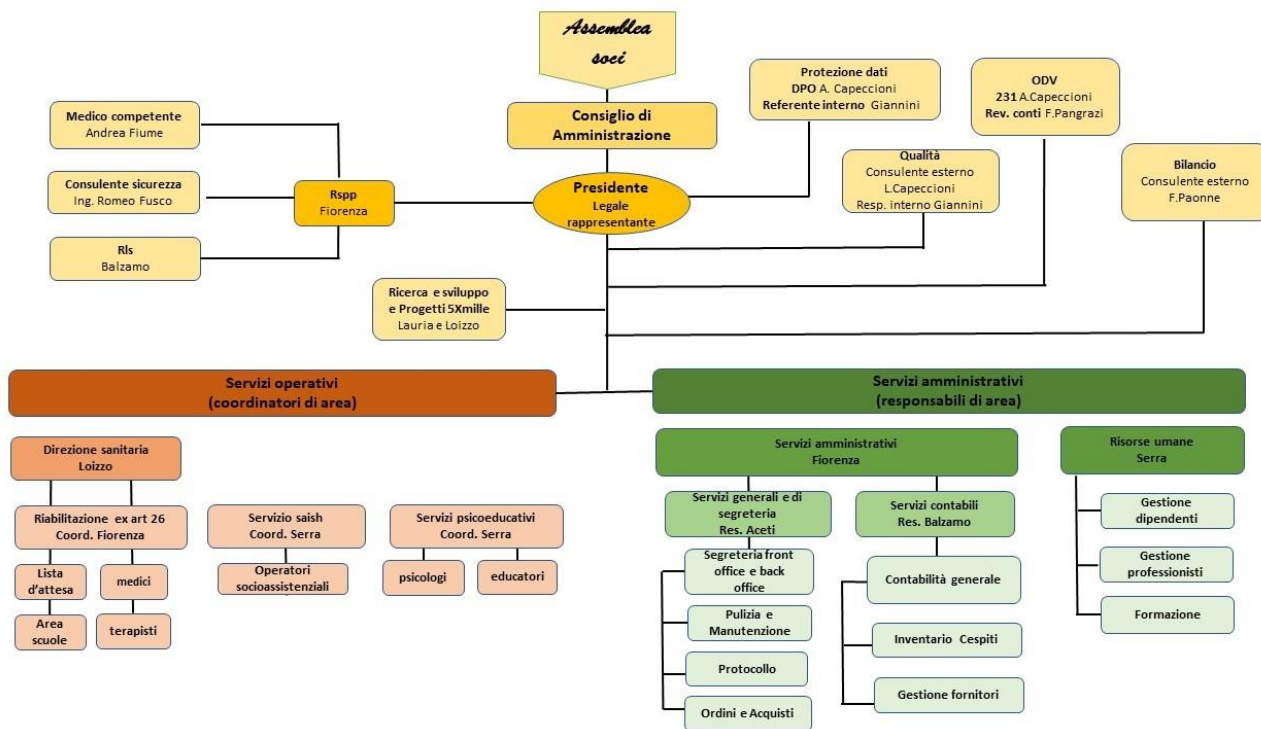 Assemblea
soci
Consiglio di
Amministrazione
Presidente
Legale
rappresentante
Protezione dati
DPO A. Capeccioni
Referente interno Giannini
ODV
231 A.Capeccioni
Rev. conti F.Pangrazi
Qualità
Consulente esterno
L.Capeccioni
Resp. interno Giannini
Bilancio
Consulente esterno
F.Paonne
Medico competente
Andrea Fiume
Consulente sicurezza
Ing. Romeo Fusco
Rls
Balzamo
Rspp
Fiorenza
Ricerca e sviluppo
e Progetti 5Xmille
Lauria e Loizzo
Servizi operativi
(coordinatori di area)
Servizi amministrativi
(responsabili di area)
Direzione sanitaria
Loizzo
Riabilitazione ex art 26
Coord. Fiorenza
Lista
d'attesa
medici
Area
scuole
terapisti
Servizio saish
Coord. Serra
Operatori
socioassistenziali
Servizi psicoeducativi
Coord. Serra
psicologi
educatori
Servizi amministrativi
Fiorenza
Servizi generali e di
segreteria
Res. Aceti
Segreteria front
office e back
office
Pulizia e
Manutenzione
Protocollo
Ordini e Acquisti
Servizi contabili
Res. Balzamo
Contabilità generale
Inventario Cespiti
Gestione fornitori
Risorse umane
Serra
Gestione
dipendenti
Gestione
professionisti
Formazione